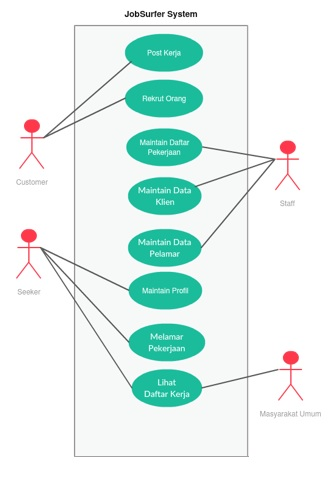 JobSurfer System
Post Kerja
Rekrut Orang
Maintain Daftar
Pekerjaan
Customer
Maintain Data
Klien
Staff
Maintain Data
Pelamar
Seeker
Maintain Profil
Melamar
Pekerjaan
Lihat
Daftar Kerja
Masyarakat Umum